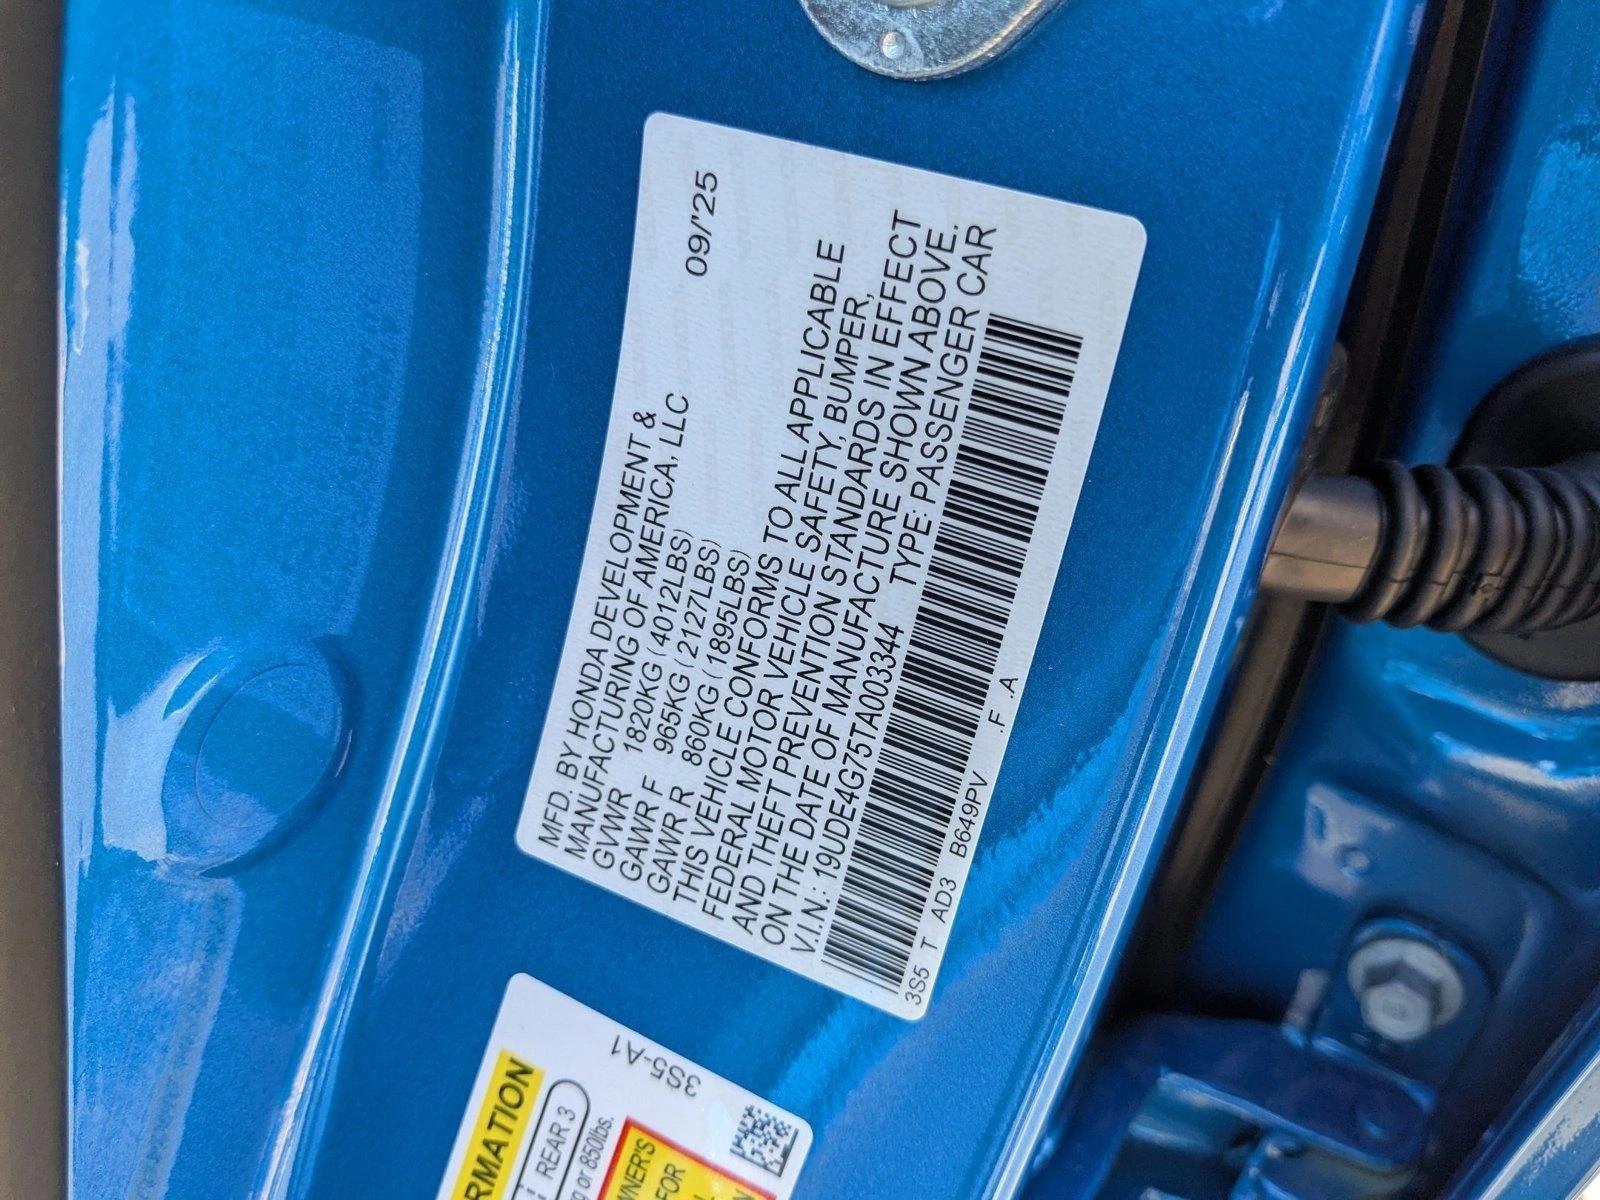 MFD. BY HONDA DEVELOPMENT &
MANUFACTURING OF AMERICA, LLC 09/'25
GVWR 1820KG (4012LBS)
GAWR F 965KG (2127LBS)
GAWR R 860KG (1895LBS)
THIS VEHICLE CONFORMS TO ALL APPLICABLE
FEDERAL MOTOR VEHICLE SAFETY, BUMPER,
AND THEFT PREVENTION STANDARDS IN EFFECT
ON THE DATE OF MANUFACTURE SHOWN ABOVE.
V.I.N.: 19UDE4G75TA003344 TYPE: PASSENGER CAR
3S5 T AD3 B649PV .F .A
3S5-A1
RMATION
REAR 3
or 850lbs.
WNER'S
FOR